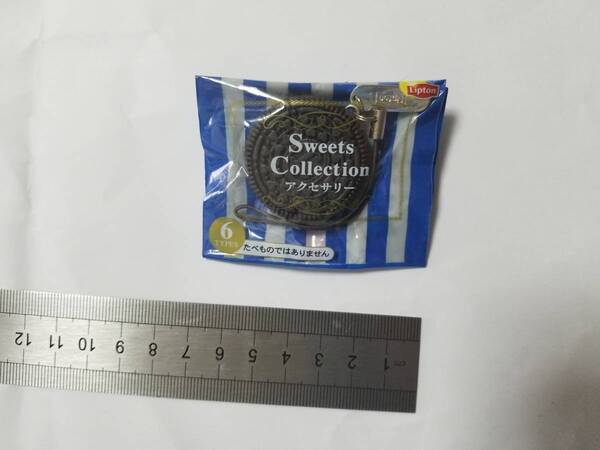 Lipton
Sweets
Collection
アクセサリー
6
TYPES
たべものではありません
12 11 10 9 8 7 6 5 4 3 2 1 cm